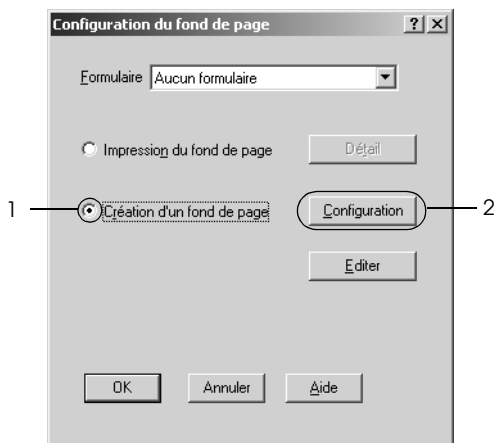 Configuration du fond de page
Formulaire Aucun formulaire
Impression du fond de page Détail
1 Création d'un fond de page Configuration 2
Editer
OK Annuler Aide